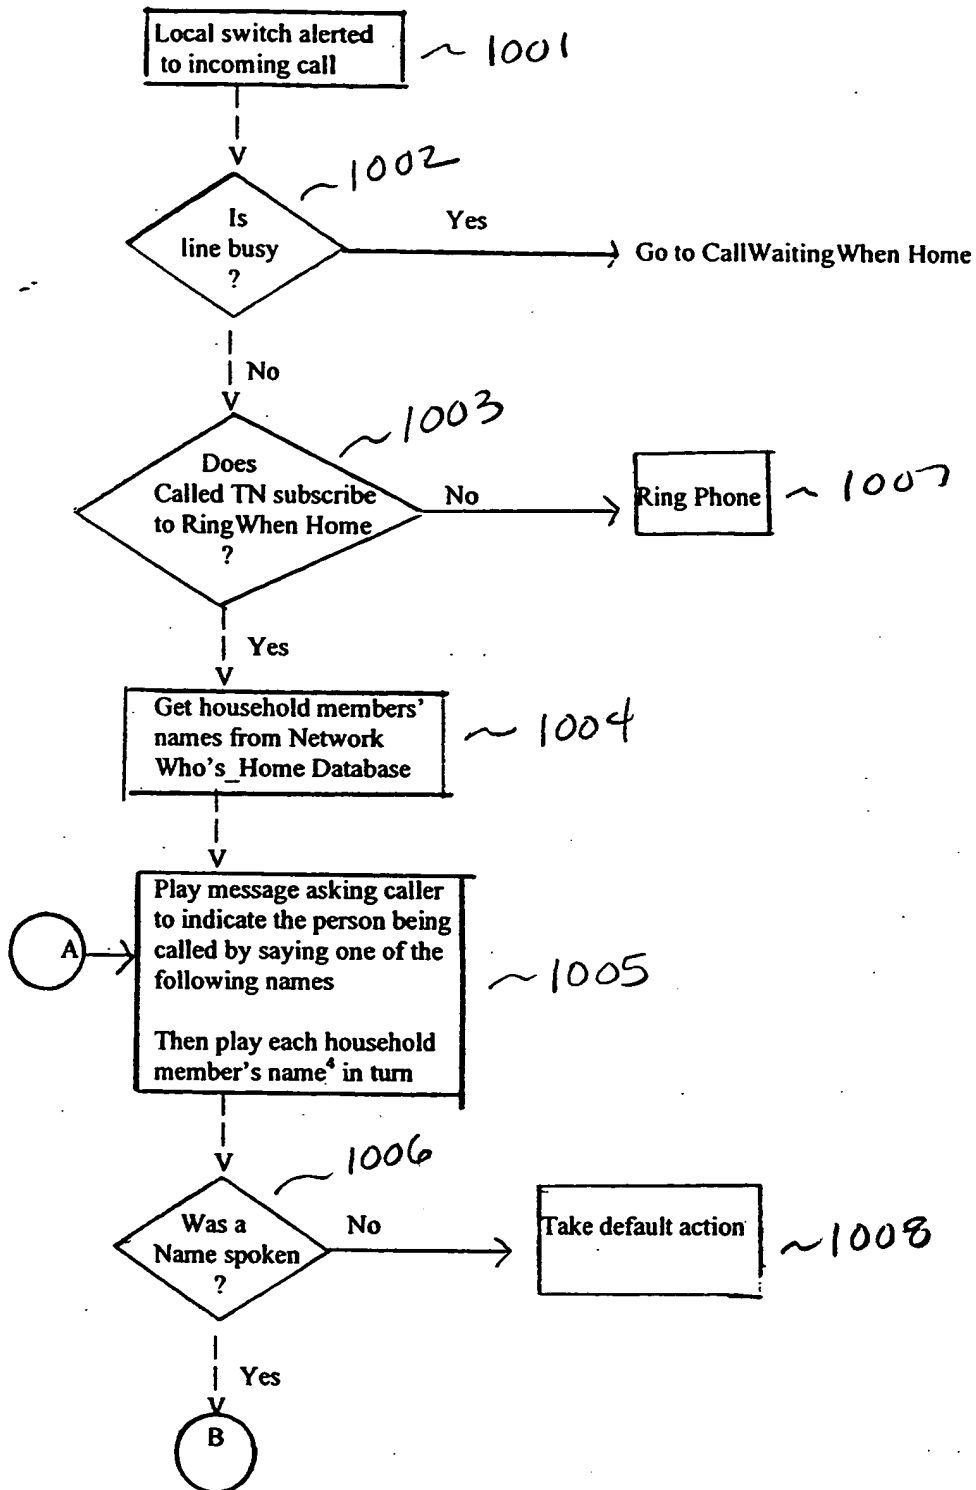 Local switch alerted
to incoming call
~ 1001
V
~ 1002
Is
line busy
?
Yes
Go to CallWaitingWhen Home
No
V
~ 1003
Does
Called TN subscribe
to RingWhen Home
?
No
Ring Phone
~ 1007
Yes
V
Get household members'
names from Network
Who's_Home Database
~ 1004
V
A
Play message asking caller
to indicate the person being
called by saying one of the
following names
Then play each household
member's name⁴ in turn
~ 1005
V
~ 1006
Was a
Name spoken
?
No
Take default action
~ 1008
Yes
V
B